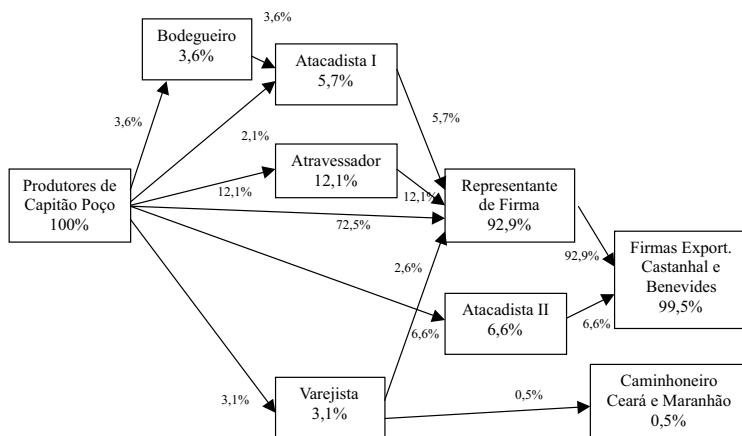 3,6%
Bodegueiro
3,6%
Atacadista I
5,7%
3,6%
5,7%
2,1%
Atravessador
12,1%
Produtores de
Capitão Poço
100%
12,1%
12,1%
72,5%
Representante
de Firma
92,9%
92,9%
Firmas Export.
Castanhal e
Benevides
99,5%
2,6%
Atacadista II
6,6%
6,6%
6,6%
3,1%
Varejista
3,1%
0,5%
Caminhoneiro
Ceará e Maranhão
0,5%